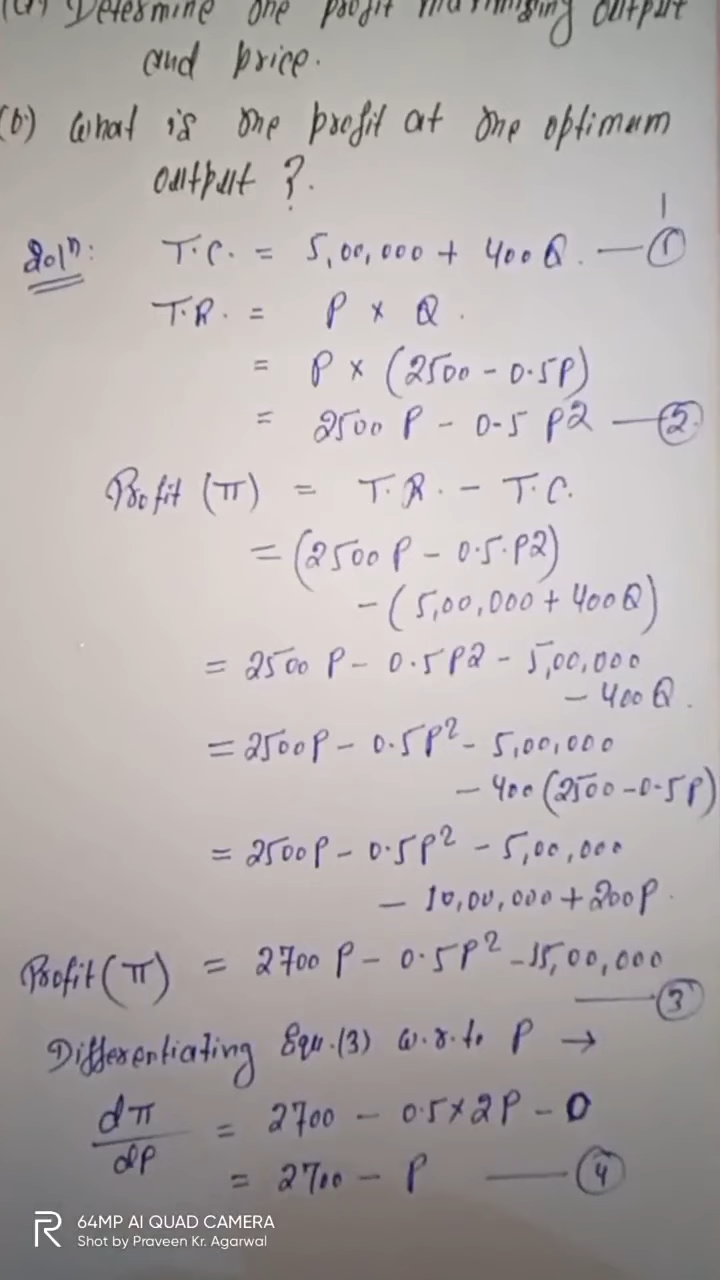 (a) Determine the profit maximising output
and price.
(b) What is the profit at the optimum
output ?.
Solⁿ: T.C. = 5,00,000 + 400 Q. — ①
T.R. = P × Q.
= P × (2500 - 0.5P)
= 2500 P - 0.5 P2 — ②
Profit (π) = T.R. - T.C.
= (2500 P - 0.5.P2)
- (5,00,000 + 400Q)
= 2500 P - 0.5P2 - 5,00,000
- 400 Q.
= 2500P - 0.5P² - 5,00,000
- 400 (2500 - 0.5P)
= 2500P - 0.5P² - 5,00,000
- 10,00,000 + 200P.
Profit (π) = 2700 P - 0.5P² - 15,00,000
— ③
Differentiating Equ.(3) w.r.to P →
dπ/dP = 2700 - 0.5×2P - 0
= 2700 - P — ④
64MP AI QUAD CAMERA
Shot by Praveen Kr. Agarwal